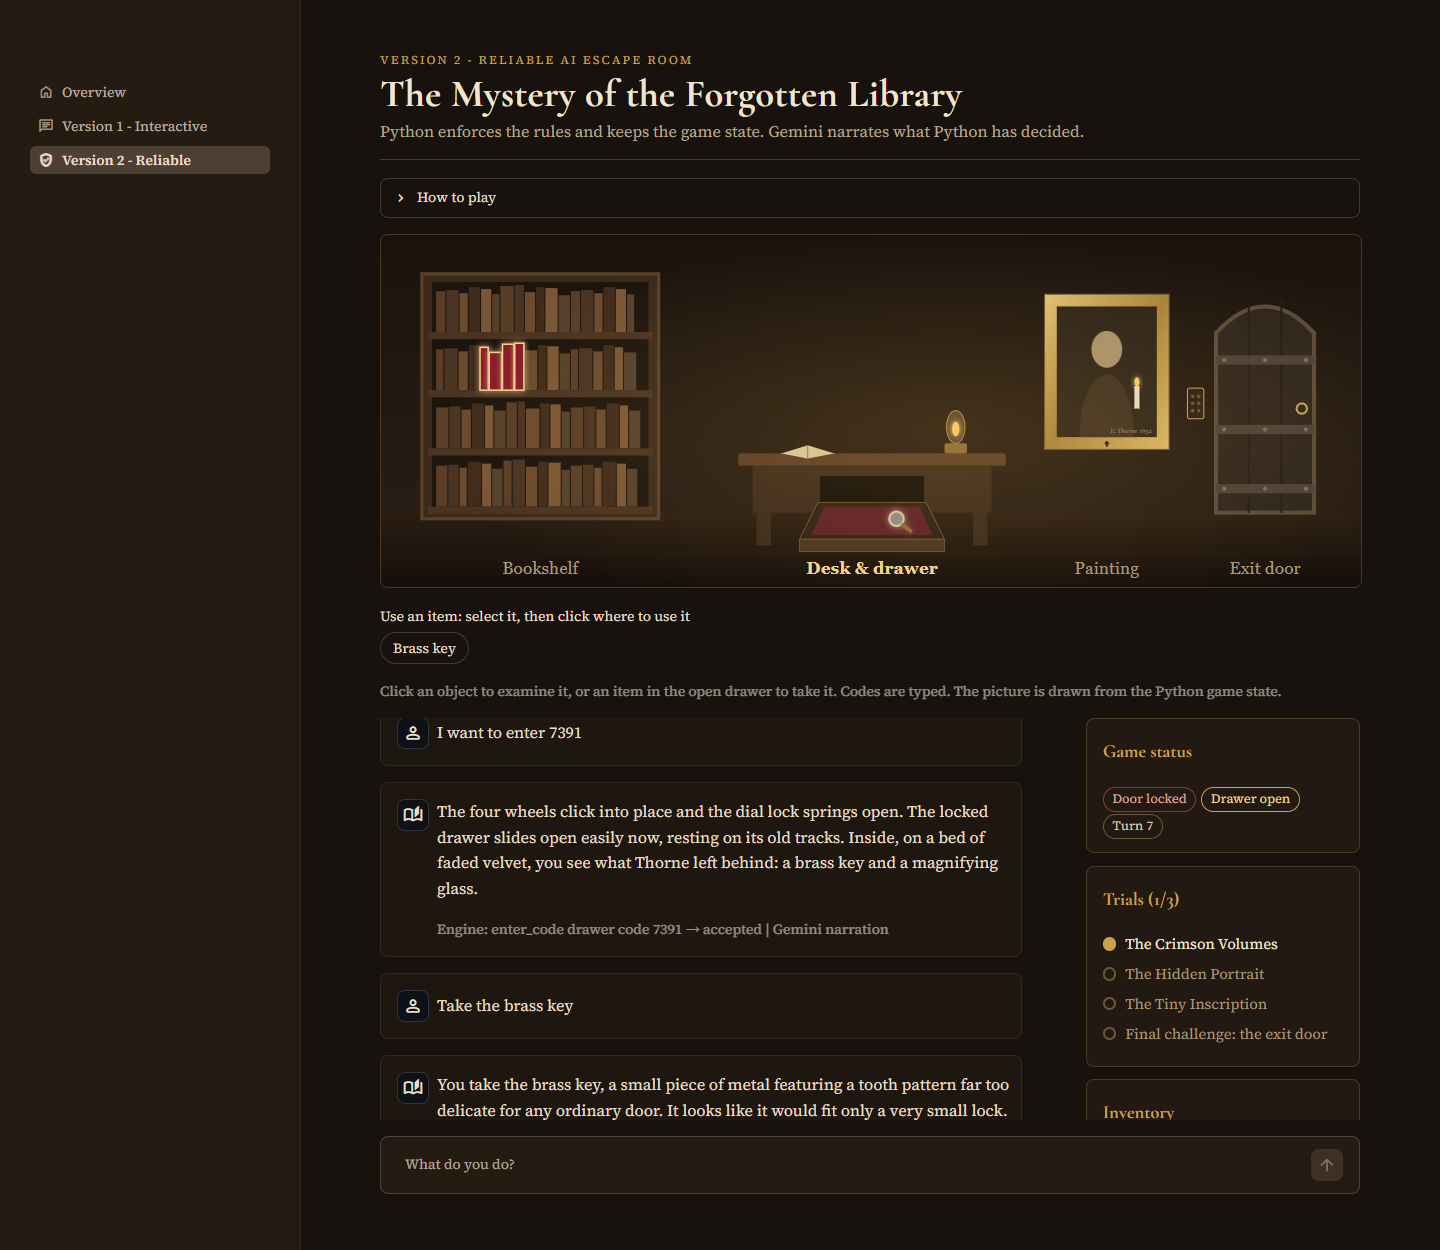 Overview
Version 1 - Interactive
Version 2 - Reliable
VERSION 2 - RELIABLE AI ESCAPE ROOM
The Mystery of the Forgotten Library
Python enforces the rules and keeps the game state. Gemini narrates what Python has decided.
How to play
E. Thorne 1852
Bookshelf
Desk & drawer
Painting
Exit door
Use an item: select it, then click where to use it
Brass key
Click an object to examine it, or an item in the open drawer to take it. Codes are typed. The picture is drawn from the Python game state.
I want to enter 7391
The four wheels click into place and the dial lock springs open. The locked
drawer slides open easily now, resting on its old tracks. Inside, on a bed of
faded velvet, you see what Thorne left behind: a brass key and a magnifying
glass.
Engine: enter_code drawer code 7391 → accepted | Gemini narration
Take the brass key
You take the brass key, a small piece of metal featuring a tooth pattern far too
delicate for any ordinary door. It looks like it would fit only a very small lock.
Game status
Door locked
Drawer open
Turn 7
Trials (1/3)
The Crimson Volumes
The Hidden Portrait
The Tiny Inscription
Final challenge: the exit door
Inventory
What do you do?